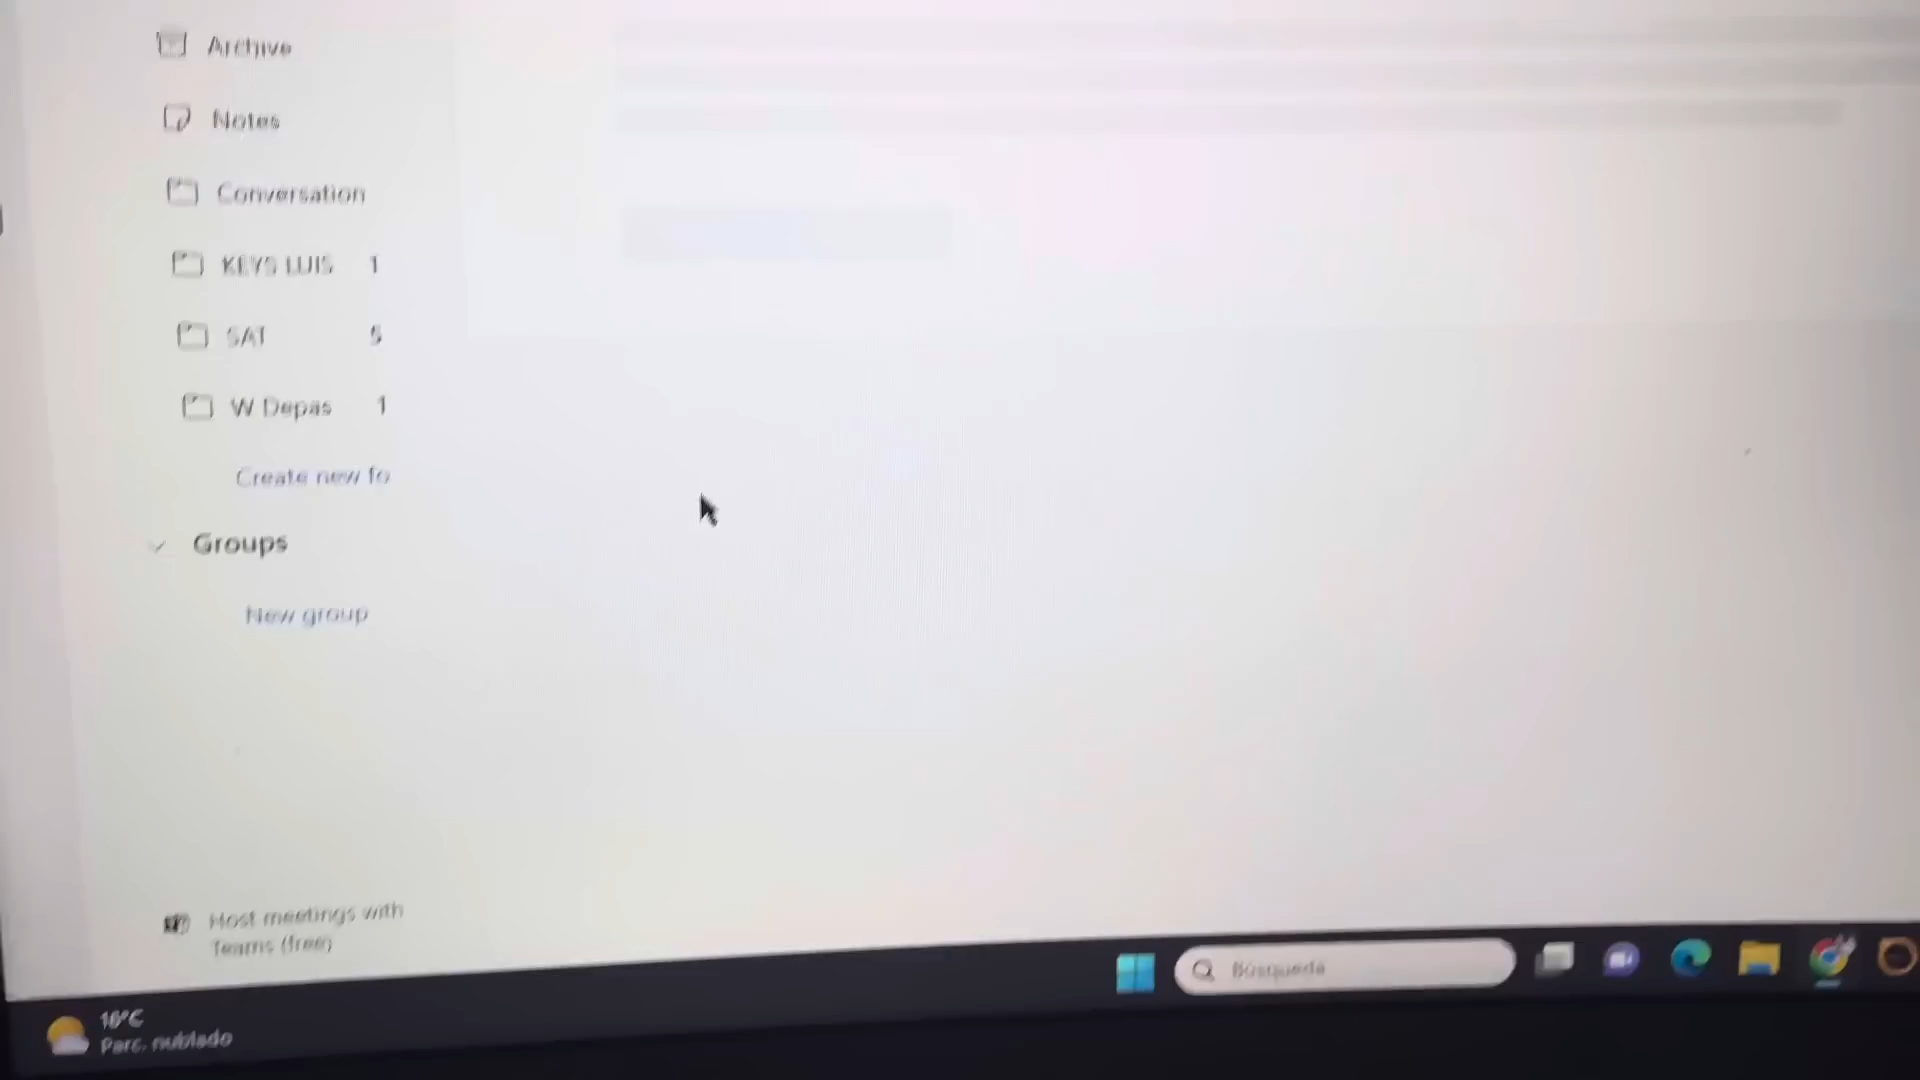 Archive
Notes
Conversation
KEYS LUIS 1
SAT 5
W Depas 1
Create new fo
Groups
New group
Host meetings with
Teams (free)
Búsqueda
16°C
Parc. nublado